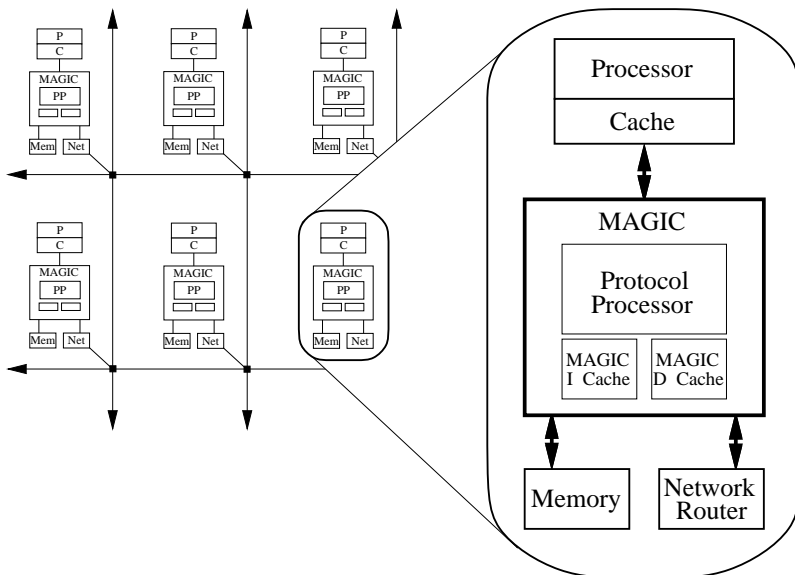 P
C
MAGIC
PP
Mem
Net
P
C
MAGIC
PP
Mem
Net
P
C
MAGIC
PP
Mem
Net
P
C
MAGIC
PP
Mem
Net
P
C
MAGIC
PP
Mem
Net
P
C
MAGIC
PP
Mem
Net
Processor
Cache
MAGIC
Protocol
Processor
MAGIC
I Cache
MAGIC
D Cache
Memory
Network
Router